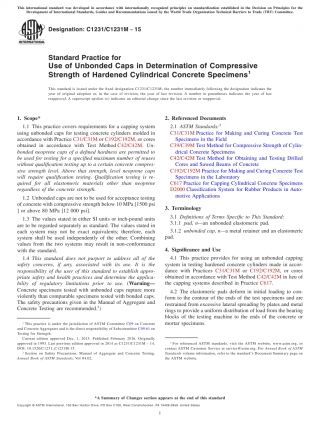 This international standard was developed in accordance with internationally recognized principles on standardization established in the Decision on Principles for the
Development of International Standards, Guides and Recommendations issued by the World Trade Organization Technical Barriers to Trade (TBT) Committee.
Designation: C1231/C1231M − 15
Standard Practice for
Use of Unbonded Caps in Determination of Compressive
Strength of Hardened Cylindrical Concrete Specimens1
This standard is issued under the fixed designation C1231/C1231M; the number immediately following the designation indicates the
year of original adoption or, in the case of revision, the year of last revision. A number in parentheses indicates the year of last
reapproval. A superscript epsilon (ε) indicates an editorial change since the last revision or reapproval.
1. Scope*
1.1 This practice covers requirements for a capping system
using unbonded caps for testing concrete cylinders molded in
accordance with Practice C31/C31M or C192/C192M, or cores
obtained in accordance with Test Method C42/C42M. Un-
bonded neoprene caps of a defined hardness are permitted to
be used for testing for a specified maximum number of reuses
without qualification testing up to a certain concrete compres-
sive strength level. Above that strength, level neoprene caps
will require qualification testing. Qualification testing is re-
quired for all elastomeric materials other than neoprene
regardless of the concrete strength.
1.2 Unbonded caps are not to be used for acceptance testing
of concrete with compressive strength below 10 MPa [1500 psi
] or above 80 MPa [12 000 psi].
1.3 The values stated in either SI units or inch-pound units
are to be regarded separately as standard. The values stated in
each system may not be exact equivalents; therefore, each
system shall be used independently of the other. Combining
values from the two systems may result in non-conformance
with the standard.
1.4 This standard does not purport to address all of the
safety concerns, if any, associated with its use. It is the
responsibility of the user of this standard to establish appro-
priate safety and health practices and determine the applica-
bility of regulatory limitations prior to use. (Warning—
Concrete specimens tested with unbonded caps rupture more
violently than comparable specimens tested with bonded caps.
The safety precautions given in the Manual of Aggregate and
Concrete Testing are recommended.1)
1 This practice is under the jurisdiction of ASTM Committee C09 on Concrete
and Concrete Aggregates and is the direct responsibility of Subcommittee C09.61 on
Testing for Strength.
Current edition approved Dec. 1, 2015. Published February 2016. Originally
approved in 1993. Last previous edition approved in 2014 as C1231/C1231M – 14.
DOI: 10.1520/C1231_C1231M-15.
1 Section on Safety Precautions, Manual of Aggregate and Concrete Testing,
Annual Book of ASTM Standards, Vol 04.02.
2. Referenced Documents
2.1 ASTM Standards:2
C31/C31M Practice for Making and Curing Concrete Test
Specimens in the Field
C39/C39M Test Method for Compressive Strength of Cylin-
drical Concrete Specimens
C42/C42M Test Method for Obtaining and Testing Drilled
Cores and Sawed Beams of Concrete
C192/C192M Practice for Making and Curing Concrete Test
Specimens in the Laboratory
C617 Practice for Capping Cylindrical Concrete Specimens
D2000 Classification System for Rubber Products in Auto-
motive Applications
3. Terminology
3.1 Definitions of Terms Specific to This Standard:
3.1.1 pad, n—an unbonded elastomeric pad.
3.1.2 unbonded cap, n—a metal retainer and an elastomeric
pad.
4. Significance and Use
4.1 This practice provides for using an unbonded capping
system in testing hardened concrete cylinders made in accor-
dance with Practices C31/C31M or C192/C192M, or cores
obtained in accordance with Test Method C42/C42M in lieu of
the capping systems described in Practice C617.
4.2 The elastomeric pads deform in initial loading to con-
form to the contour of the ends of the test specimens and are
restrained from excessive lateral spreading by plates and metal
rings to provide a uniform distribution of load from the bearing
blocks of the testing machine to the ends of the concrete or
mortar specimens.
2 For referenced ASTM standards, visit the ASTM website, www.astm.org, or
contact ASTM Customer Service at service@astm.org. For Annual Book of ASTM
Standards volume information, refer to the standard's Document Summary page on
the ASTM website.
*A Summary of Changes section appears at the end of this standard
Copyright © ASTM International, 100 Barr Harbor Drive, PO Box C700, West Conshohocken, PA 19428-2959. United States
1